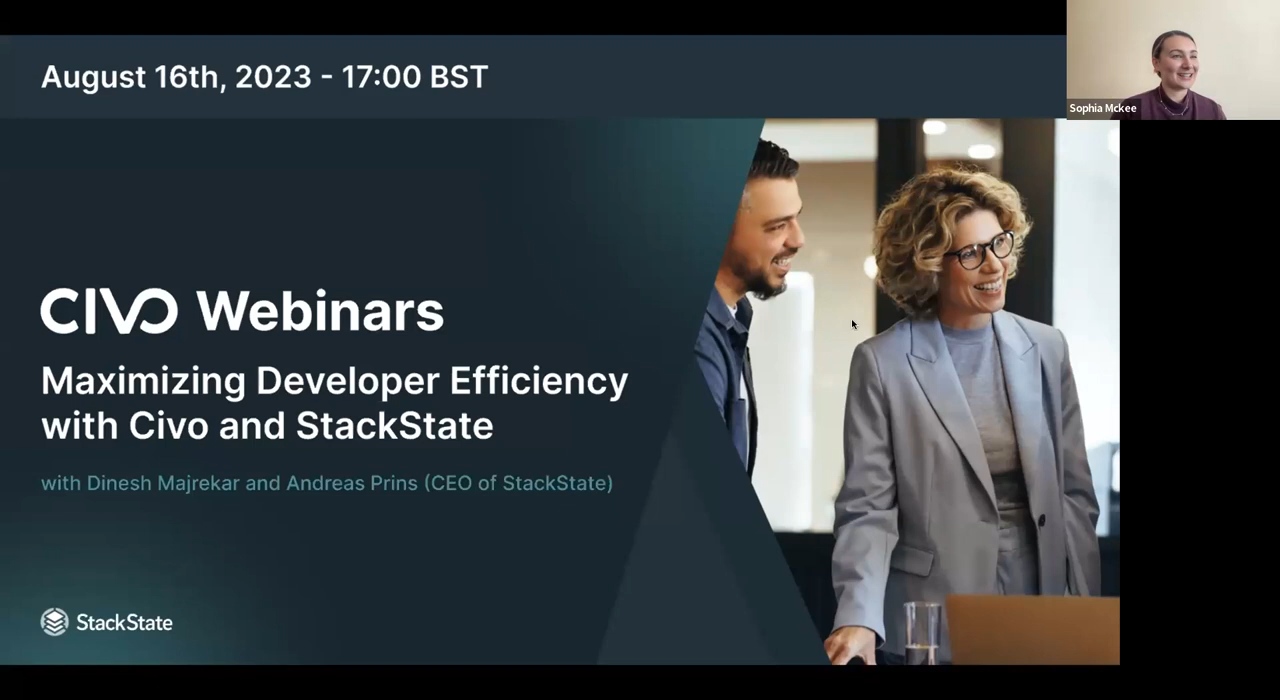 August 16th, 2023 - 17:00 BST
Sophia Mckee
CIVO Webinars
Maximizing Developer Efficiency
with Civo and StackState
with Dinesh Majrekar and Andreas Prins (CEO of StackState)
StackState